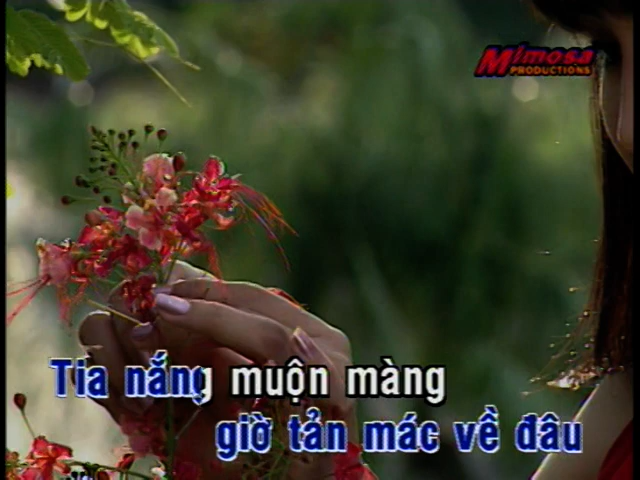 Mimosa
PRODUCTIONS
Tia nắng muộn màng
giờ tản mác về đâu